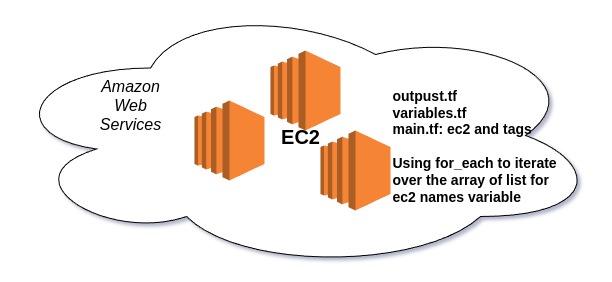 Amazon
Web
Services
EC2
outpust.tf
variables.tf
main.tf: ec2 and tags
Using for_each to iterate
over the array of list for
ec2 names variable